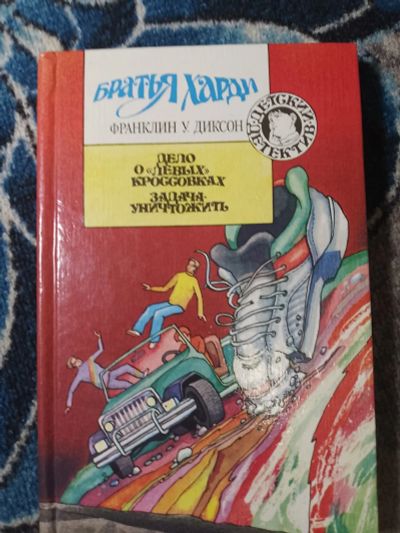 БРАТЬЯ ХАРДИ
ФРАНКЛИН У ДИКСОН
ДЕТСКИЙ
ДЕТЕКТИВ
ДЕЛО
О «ЛЕВЫХ»
КРОССОВКАХ
ЗАДАЧА-
УНИЧТОЖИТЬ